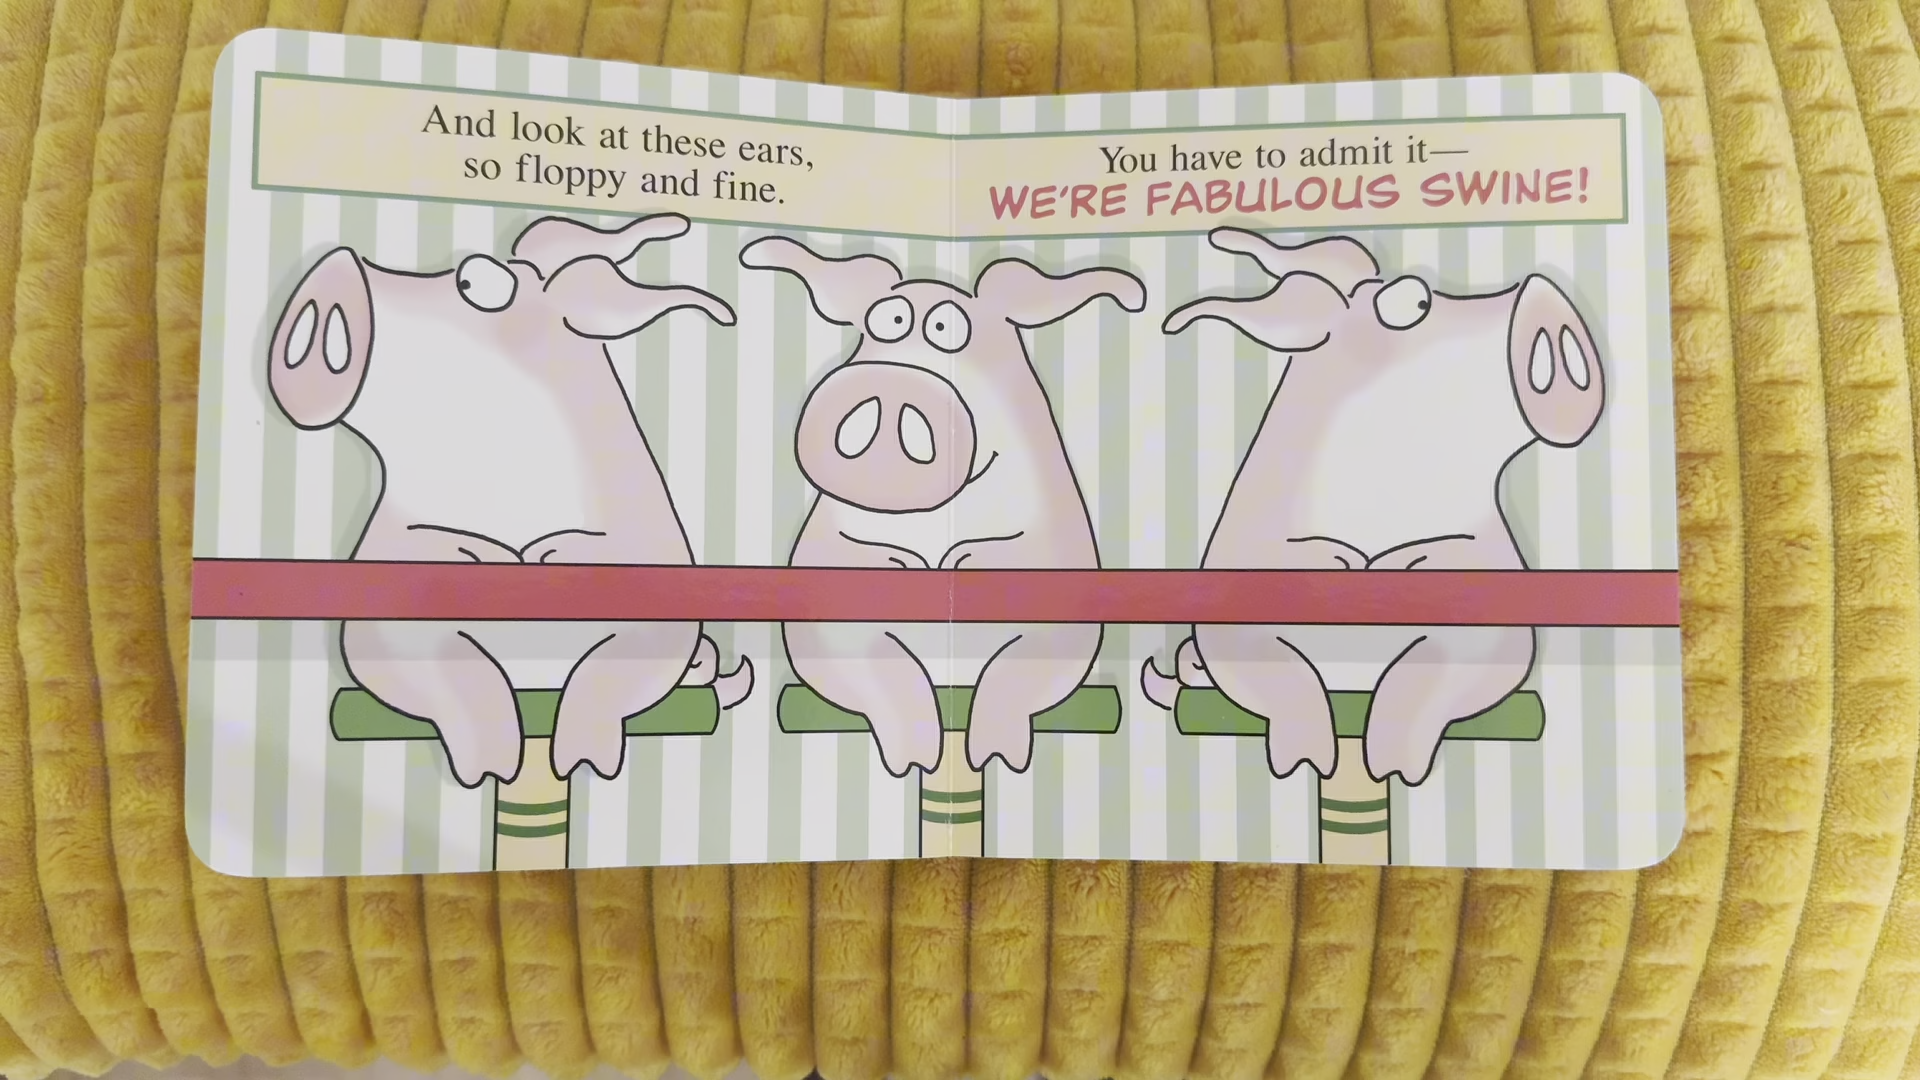 And look at these ears,
so floppy and fine.
You have to admit it—
WE'RE FABULOUS SWINE!